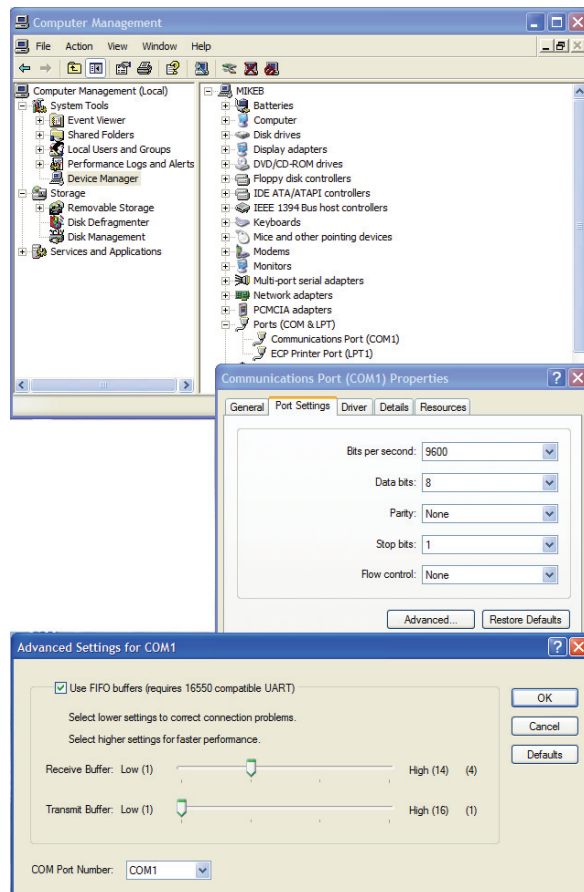 Computer Management
File Action View Window Help
Computer Management (Local)
System Tools
Event Viewer
Shared Folders
Local Users and Groups
Performance Logs and Alerts
Device Manager
Storage
Removable Storage
Disk Defragmenter
Disk Management
Services and Applications
MIKEB
Batteries
Computer
Disk drives
Display adapters
DVD/CD-ROM drives
Floppy disk controllers
IDE ATA/ATAPI controllers
IEEE 1394 Bus host controllers
Keyboards
Mice and other pointing devices
Modems
Monitors
Multi-port serial adapters
Network adapters
PCMCIA adapters
Ports (COM & LPT)
Communications Port (COM1)
ECP Printer Port (LPT1)
Communications Port (COM1) Properties
General Port Settings Driver Details Resources
Bits per second: 9600
Data bits: 8
Parity: None
Stop bits: 1
Flow control: None
Advanced... Restore Defaults
Advanced Settings for COM1
Use FIFO buffers (requires 16550 compatible UART)
OK
Select lower settings to correct connection problems.
Cancel
Select higher settings for faster performance.
Defaults
Receive Buffer: Low (1) High (14) (4)
Transmit Buffer: Low (1) High (16) (1)
COM Port Number: COM1